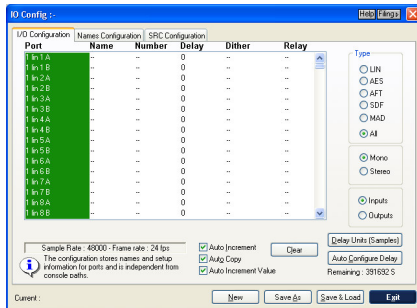 IO Config :-
Help Filing
I/O Configuration Names Configuration SRC Configuration
Port Name Number Delay Dither Relay
1 lin 1 A -- -- 0 -- --
1 lin 1 B -- -- 0 -- --
1 lin 2 A -- -- 0 -- --
1 lin 2 B -- -- 0 -- --
1 lin 3 A -- -- 0 -- --
1 lin 3 B -- -- 0 -- --
1 lin 4 A -- -- 0 -- --
1 lin 4 B -- -- 0 -- --
1 lin 5 A -- -- 0 -- --
1 lin 5 B -- -- 0 -- --
1 lin 6 A -- -- 0 -- --
1 lin 6 B -- -- 0 -- --
1 lin 7 A -- -- 0 -- --
1 lin 7 B -- -- 0 -- --
1 lin 8 A -- -- 0 -- --
1 lin 8 B -- -- 0 -- --
Type
LIN
AES
AFT
SDF
MAD
All
Mono
Stereo
Inputs
Outputs
Sample Rate : 48000 - Frame rate : 24 fps
The configuration stores names and setup
information for ports and is independent from
console paths.
Auto Increment
Auto Copy
Auto Increment Value
Clear
Delay Units (Samples)
Auto Configure Delay
Remaining : 391692 S
Current :
New Save As Save & Load Exit